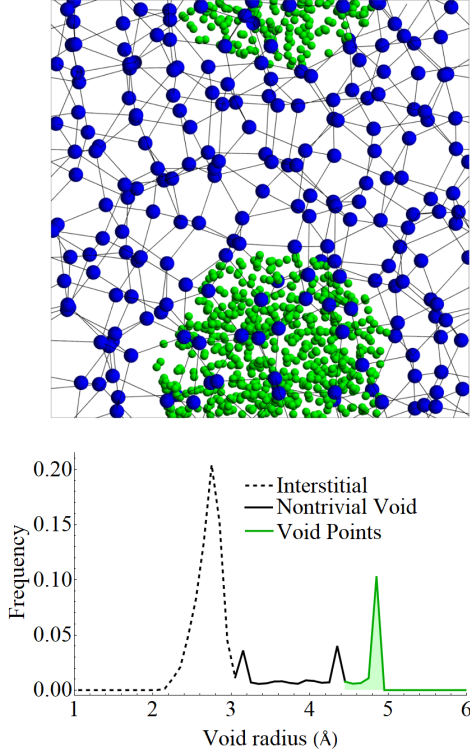 0.20
0.15
0.10
0.05
0.00
Frequency
Interstitial
Nontrivial Void
Void Points
1 2 3 4 5 6
Void radius (Å)